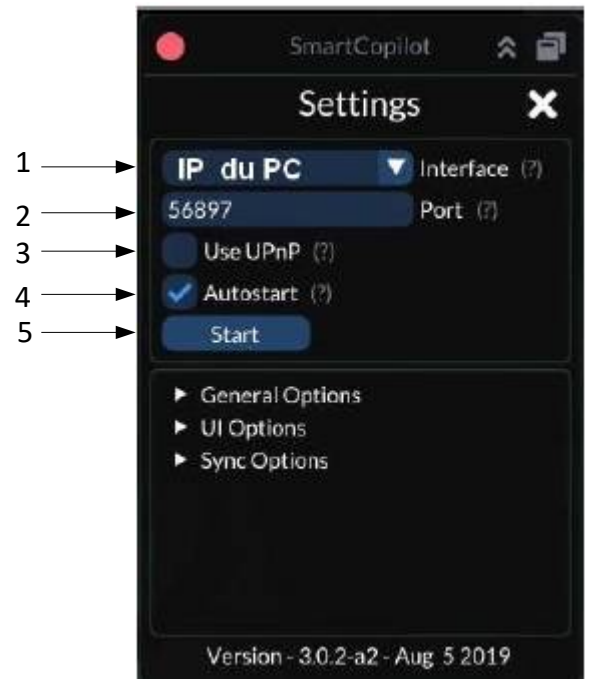 SmartCopilot
Settings
1 IP du PC Interface (?)
2 56897 Port (?)
3 Use UPnP (?)
4 Autostart (?)
5 Start
General Options
UI Options
Sync Options
Version - 3.0.2-a2 - Aug 5 2019